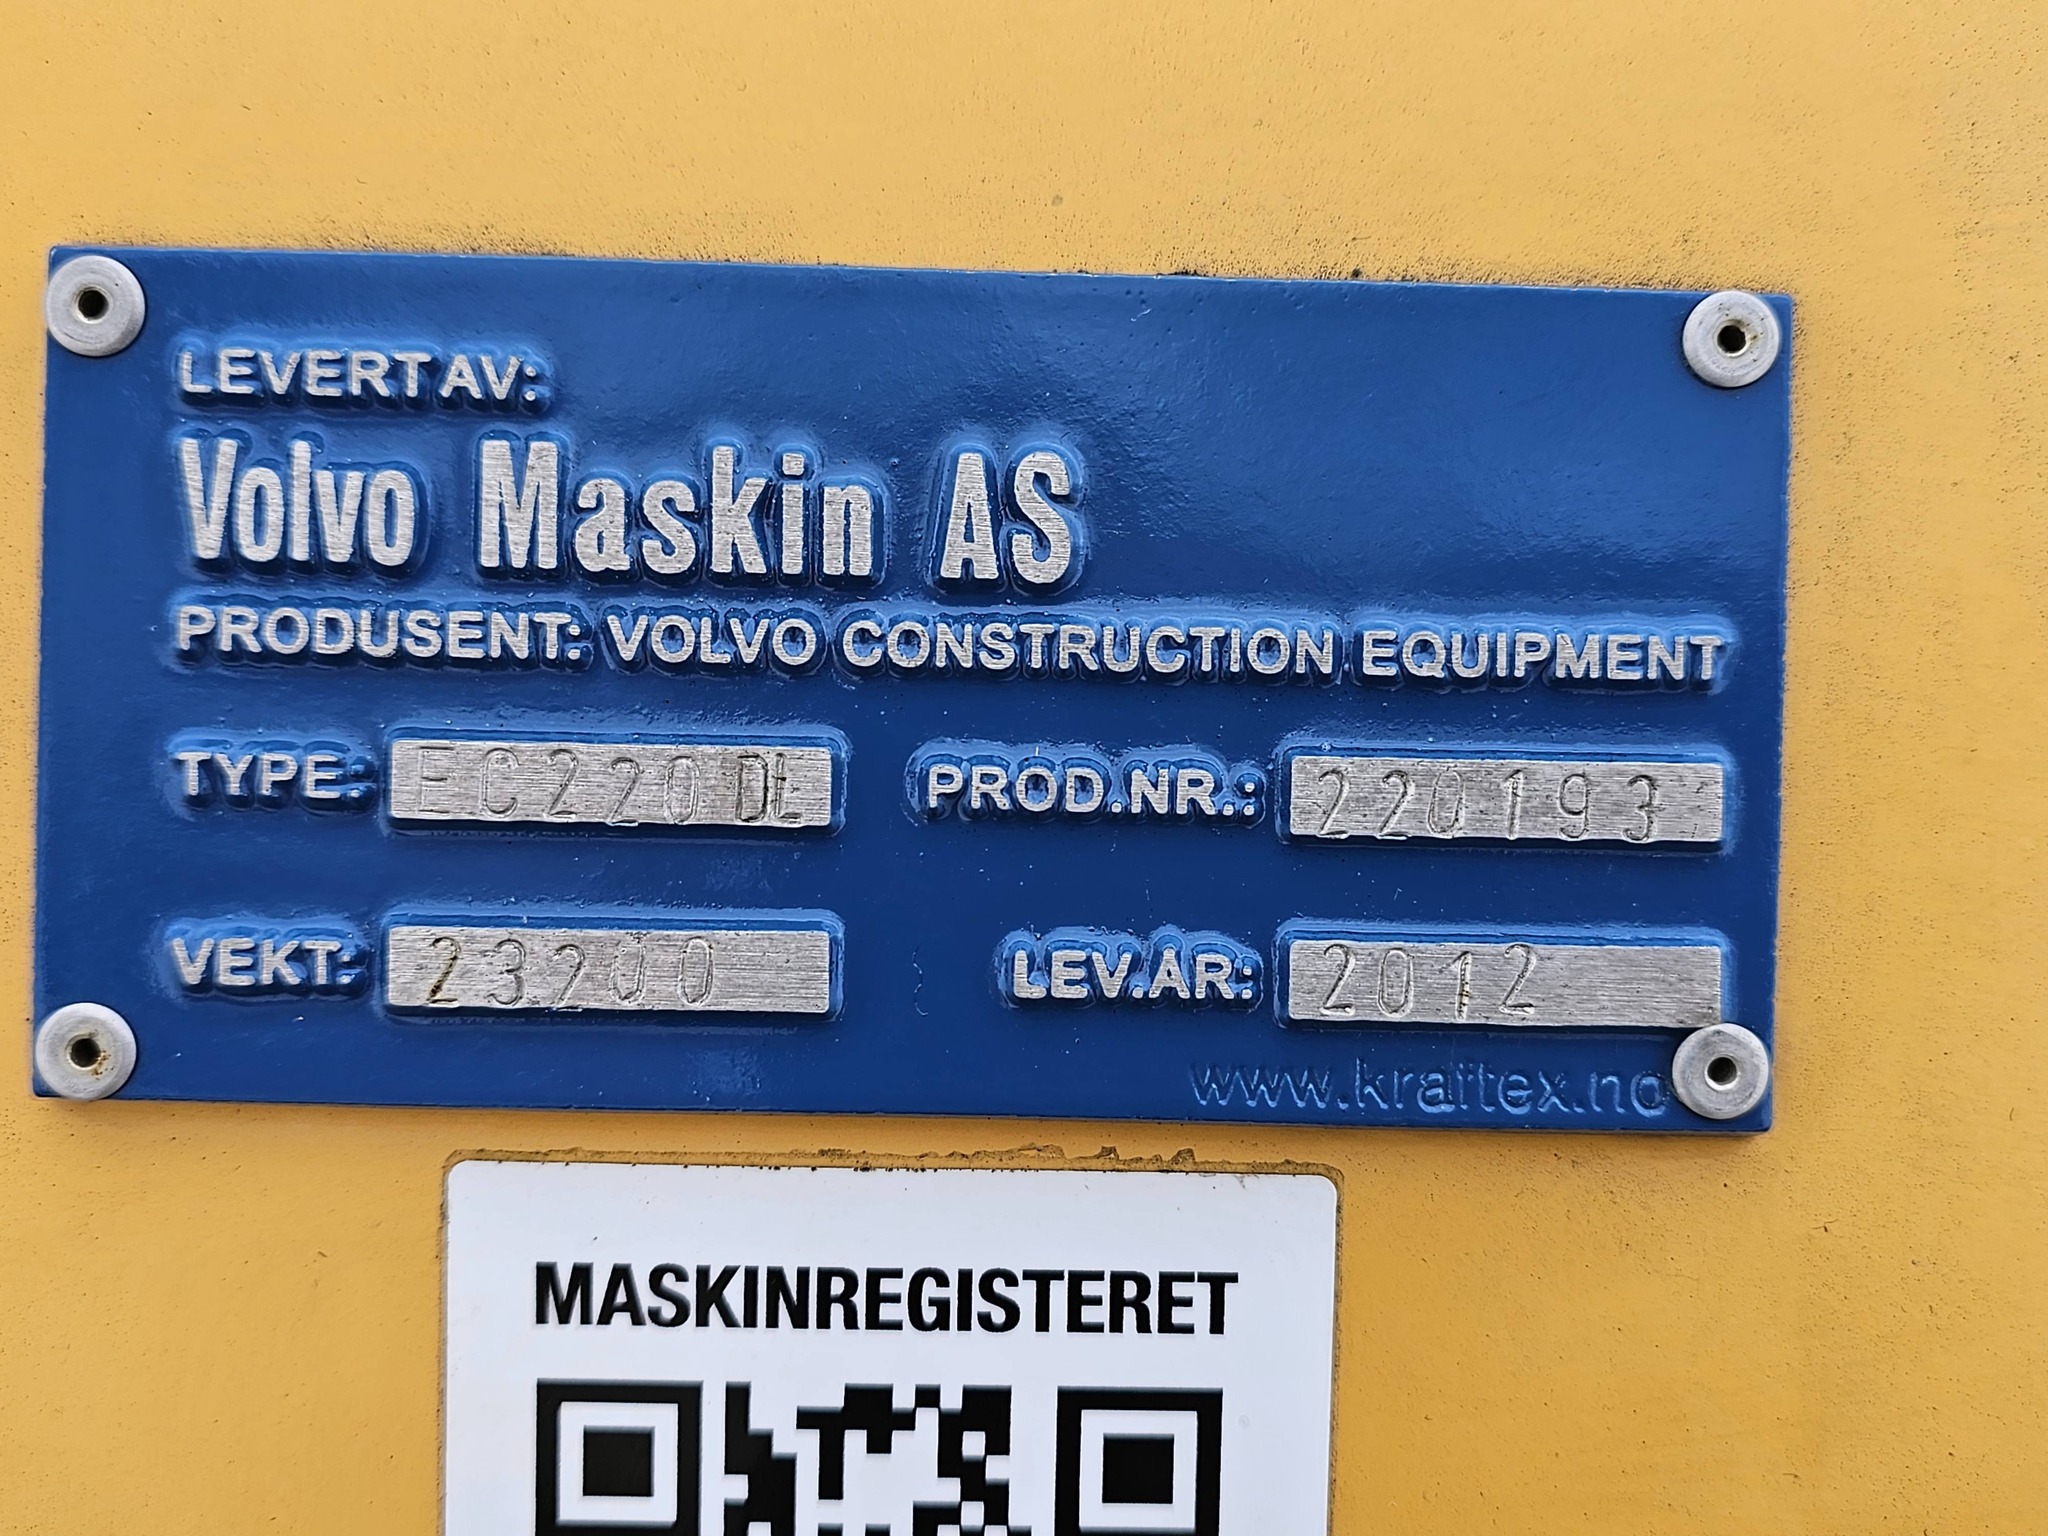 LEVERT AV:
Volvo Maskin AS
PRODUSENT: VOLVO CONSTRUCTION EQUIPMENT
TYPE: EC220DL PROD.NR.: 220193
VEKT: 23200 LEV.ÅR: 2012
www.kraftex.no
MASKINREGISTERET